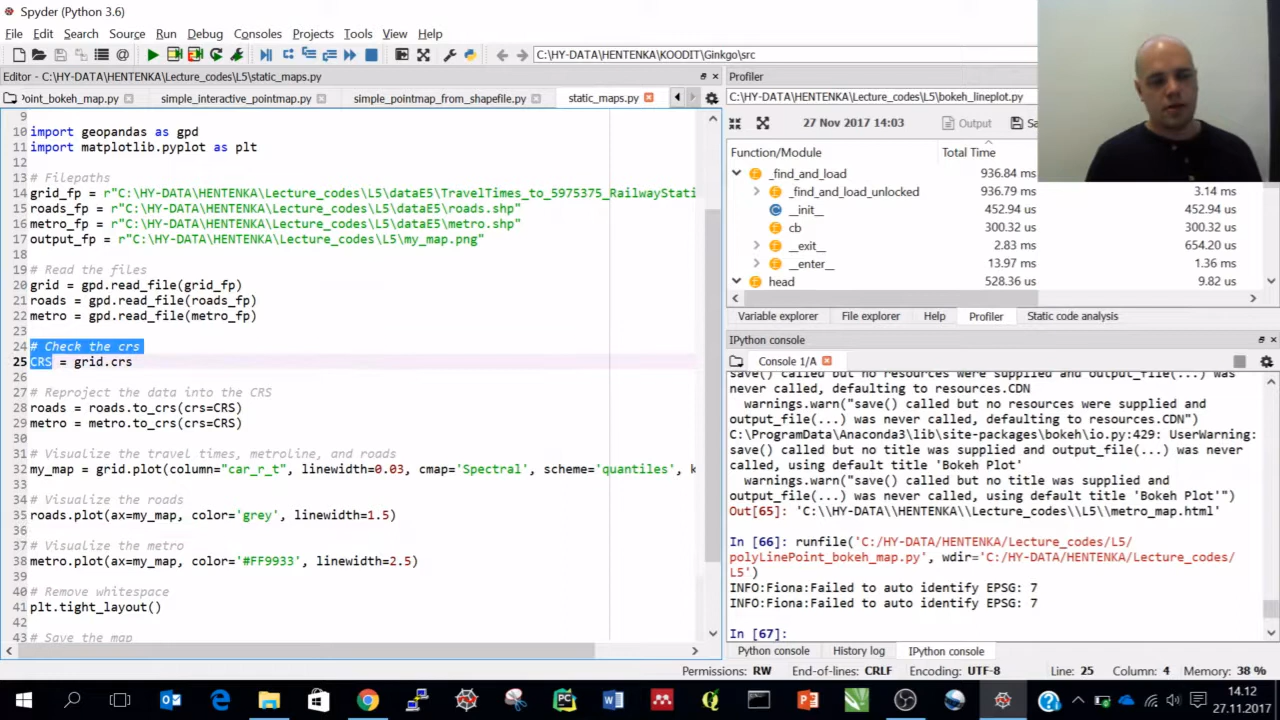 Spyder (Python 3.6)
File Edit Search Source Run Debug Consoles Projects Tools View Help
C:\HY-DATA\HENTENKA\KOODIT\Ginkgo\src
Editor - C:\HY-DATA\HENTENKA\Lecture_codes\L5\static_maps.py
oint_bokeh_map.py simple_interactive_pointmap.py simple_pointmap_from_shapefile.py static_maps.py
9
10 import geopandas as gpd
11 import matplotlib.pyplot as plt
12
13 # Filepaths
14 grid_fp = r"C:\HY-DATA\HENTENKA\Lecture_codes\L5\dataE5\TravelTimes_to_5975375_RailwayStati
15 roads_fp = r"C:\HY-DATA\HENTENKA\Lecture_codes\L5\dataE5\roads.shp"
16 metro_fp = r"C:\HY-DATA\HENTENKA\Lecture_codes\L5\dataE5\metro.shp"
17 output_fp = r"C:\HY-DATA\HENTENKA\Lecture_codes\L5\my_map.png"
18
19 # Read the files
20 grid = gpd.read_file(grid_fp)
21 roads = gpd.read_file(roads_fp)
22 metro = gpd.read_file(metro_fp)
23
24 # Check the crs
25 CRS = grid.crs
26
27 # Reproject the data into the CRS
28 roads = roads.to_crs(crs=CRS)
29 metro = metro.to_crs(crs=CRS)
30
31 # Visualize the travel times, metroline, and roads
32 my_map = grid.plot(column="car_r_t", linewidth=0.03, cmap='Spectral', scheme='quantiles', k
33
34 # Visualize the roads
35 roads.plot(ax=my_map, color='grey', linewidth=1.5)
36
37 # Visualize the metro
38 metro.plot(ax=my_map, color='#FF9933', linewidth=2.5)
39
40 # Remove whitespace
41 plt.tight_layout()
42
43 # Save the map
Profiler
C:\HY-DATA\HENTENKA\Lecture_codes\L5\bokeh_lineplot.py
27 Nov 2017 14:03 Output Sa
Function/Module Total Time
_find_and_load 936.84 ms
_find_and_load_unlocked 936.79 ms 3.14 ms
__init__ 452.94 um 452.94 us
cb 300.32 us 300.32 us
__exit__ 2.83 ms 654.20 us
__enter__ 13.97 ms 1.36 ms
head 528.36 us 9.82 us
Variable explorer File explorer Help Profiler Static code analysis
IPython console
Console 1/A
save() called but no resources were supplied and output_file(...) was
never called, defaulting to resources.CDN
warnings.warn("save() called but no resources were supplied and
output_file(...) was never called, defaulting to resources.CDN")
C:\ProgramData\Anaconda3\lib\site-packages\bokeh\io.py:429: UserWarning:
save() called but no title was supplied and output_file(...) was never
called, using default title 'Bokeh Plot'
warnings.warn("save() called but no title was supplied and
output_file(...) was never called, using default title 'Bokeh Plot'")
Out[65]: 'C:\\HY-DATA\\HENTENKA\\Lecture_codes\\L5\\metro_map.html'
In [66]: runfile('C:/HY-DATA/HENTENKA/Lecture_codes/L5/
polyLinePoint_bokeh_map.py', wdir='C:/HY-DATA/HENTENKA/Lecture_codes/
L5')
INFO:Fiona:Failed to auto identify EPSG: 7
INFO:Fiona:Failed to auto identify EPSG: 7
In [67]:
Python console History log IPython console
Permissions: RW End-of-lines: CRLF Encoding: UTF-8 Line: 25 Column: 4 Memory: 38 %
14.12
27.11.2017